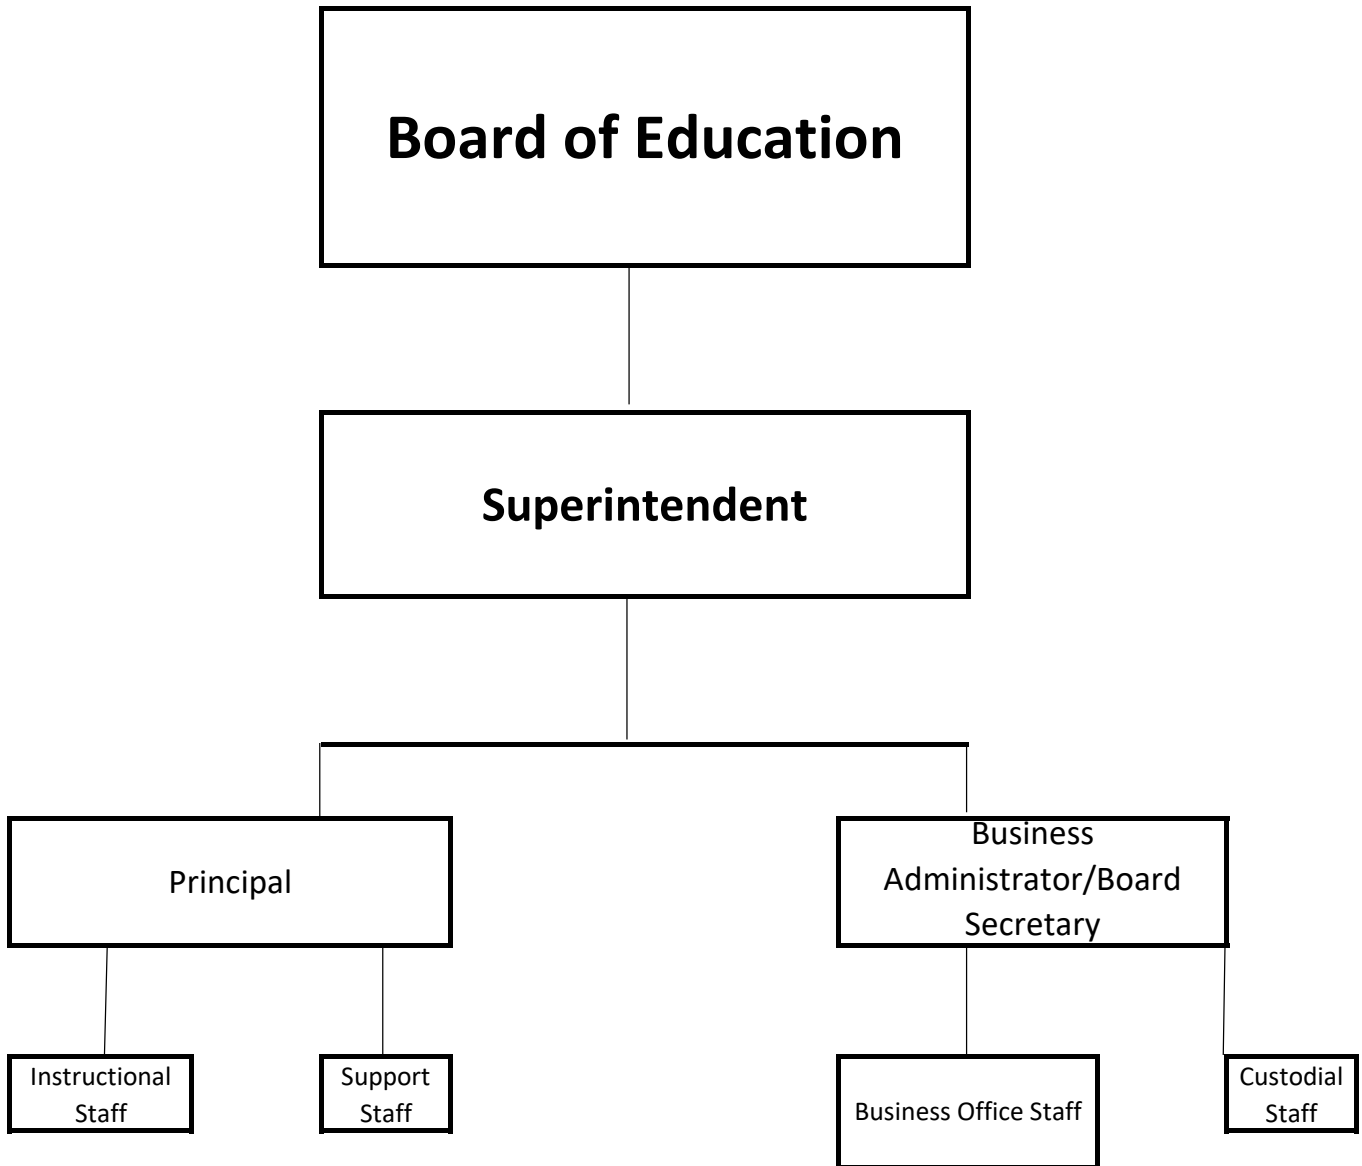 Board of Education
Superintendent
Principal
Business
Administrator/Board
Secretary
Instructional
Staff
Support
Staff
Business Office Staff
Custodial
Staff